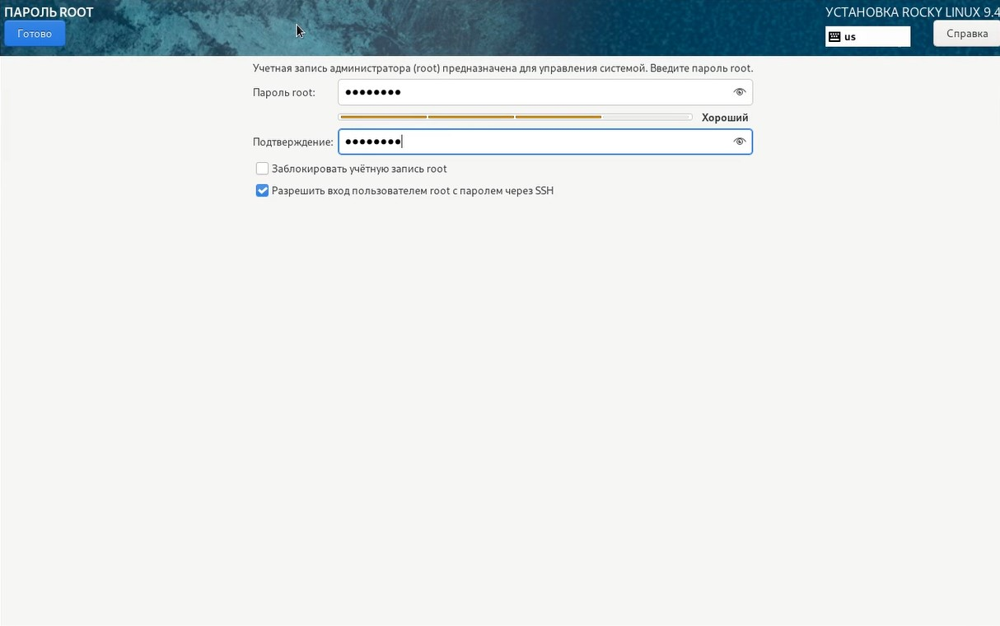 ПАРОЛЬ ROOT
УСТАНОВКА ROCKY LINUX 9.4
Готово
us
Справка
Учетная запись администратора (root) предназначена для управления системой. Введите пароль root.
Пароль root: ●●●●●●●●
Хороший
Подтверждение: ●●●●●●●●
Заблокировать учётную запись root
Разрешить вход пользователем root с паролем через SSH